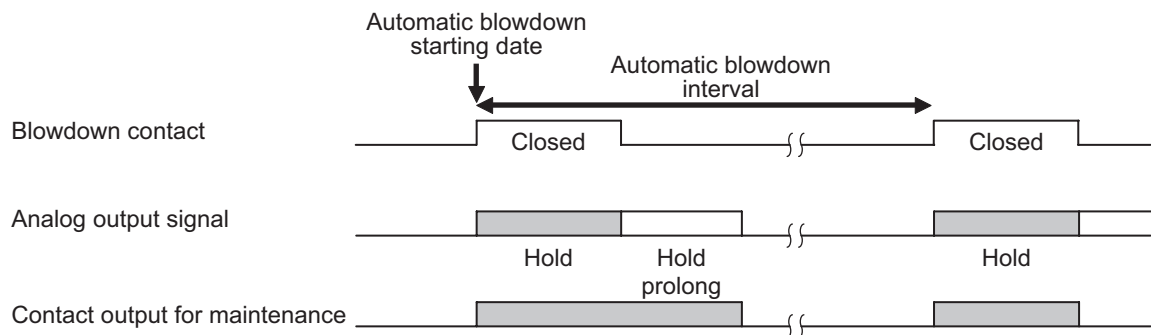 Automatic blowdown
starting date
Automatic blowdown
interval
Blowdown contact
Closed
Closed
Analog output signal
Hold
Hold
prolong
Hold
Contact output for maintenance